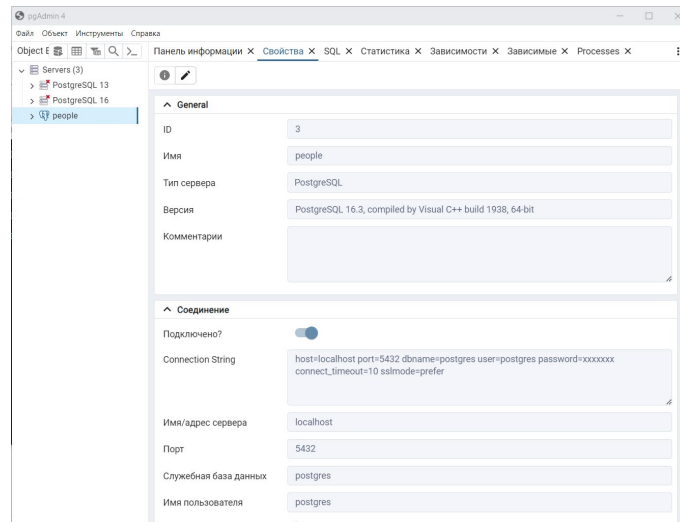 pgAdmin 4
Файл Объект Инструменты Справка
Object E
Панель информации Свойства SQL Статистика Зависимости Зависимые Processes
Servers (3)
PostgreSQL 13
PostgreSQL 16
people
General
ID 3
Имя people
Тип сервера PostgreSQL
Версия PostgreSQL 16.3, compiled by Visual C++ build 1938, 64-bit
Комментарии
Соединение
Подключено?
Connection String host=localhost port=5432 dbname=postgres user=postgres password=xxxxxxx
connect_timeout=10 sslmode=prefer
Имя/адрес сервера localhost
Порт 5432
Служебная база данных postgres
Имя пользователя postgres